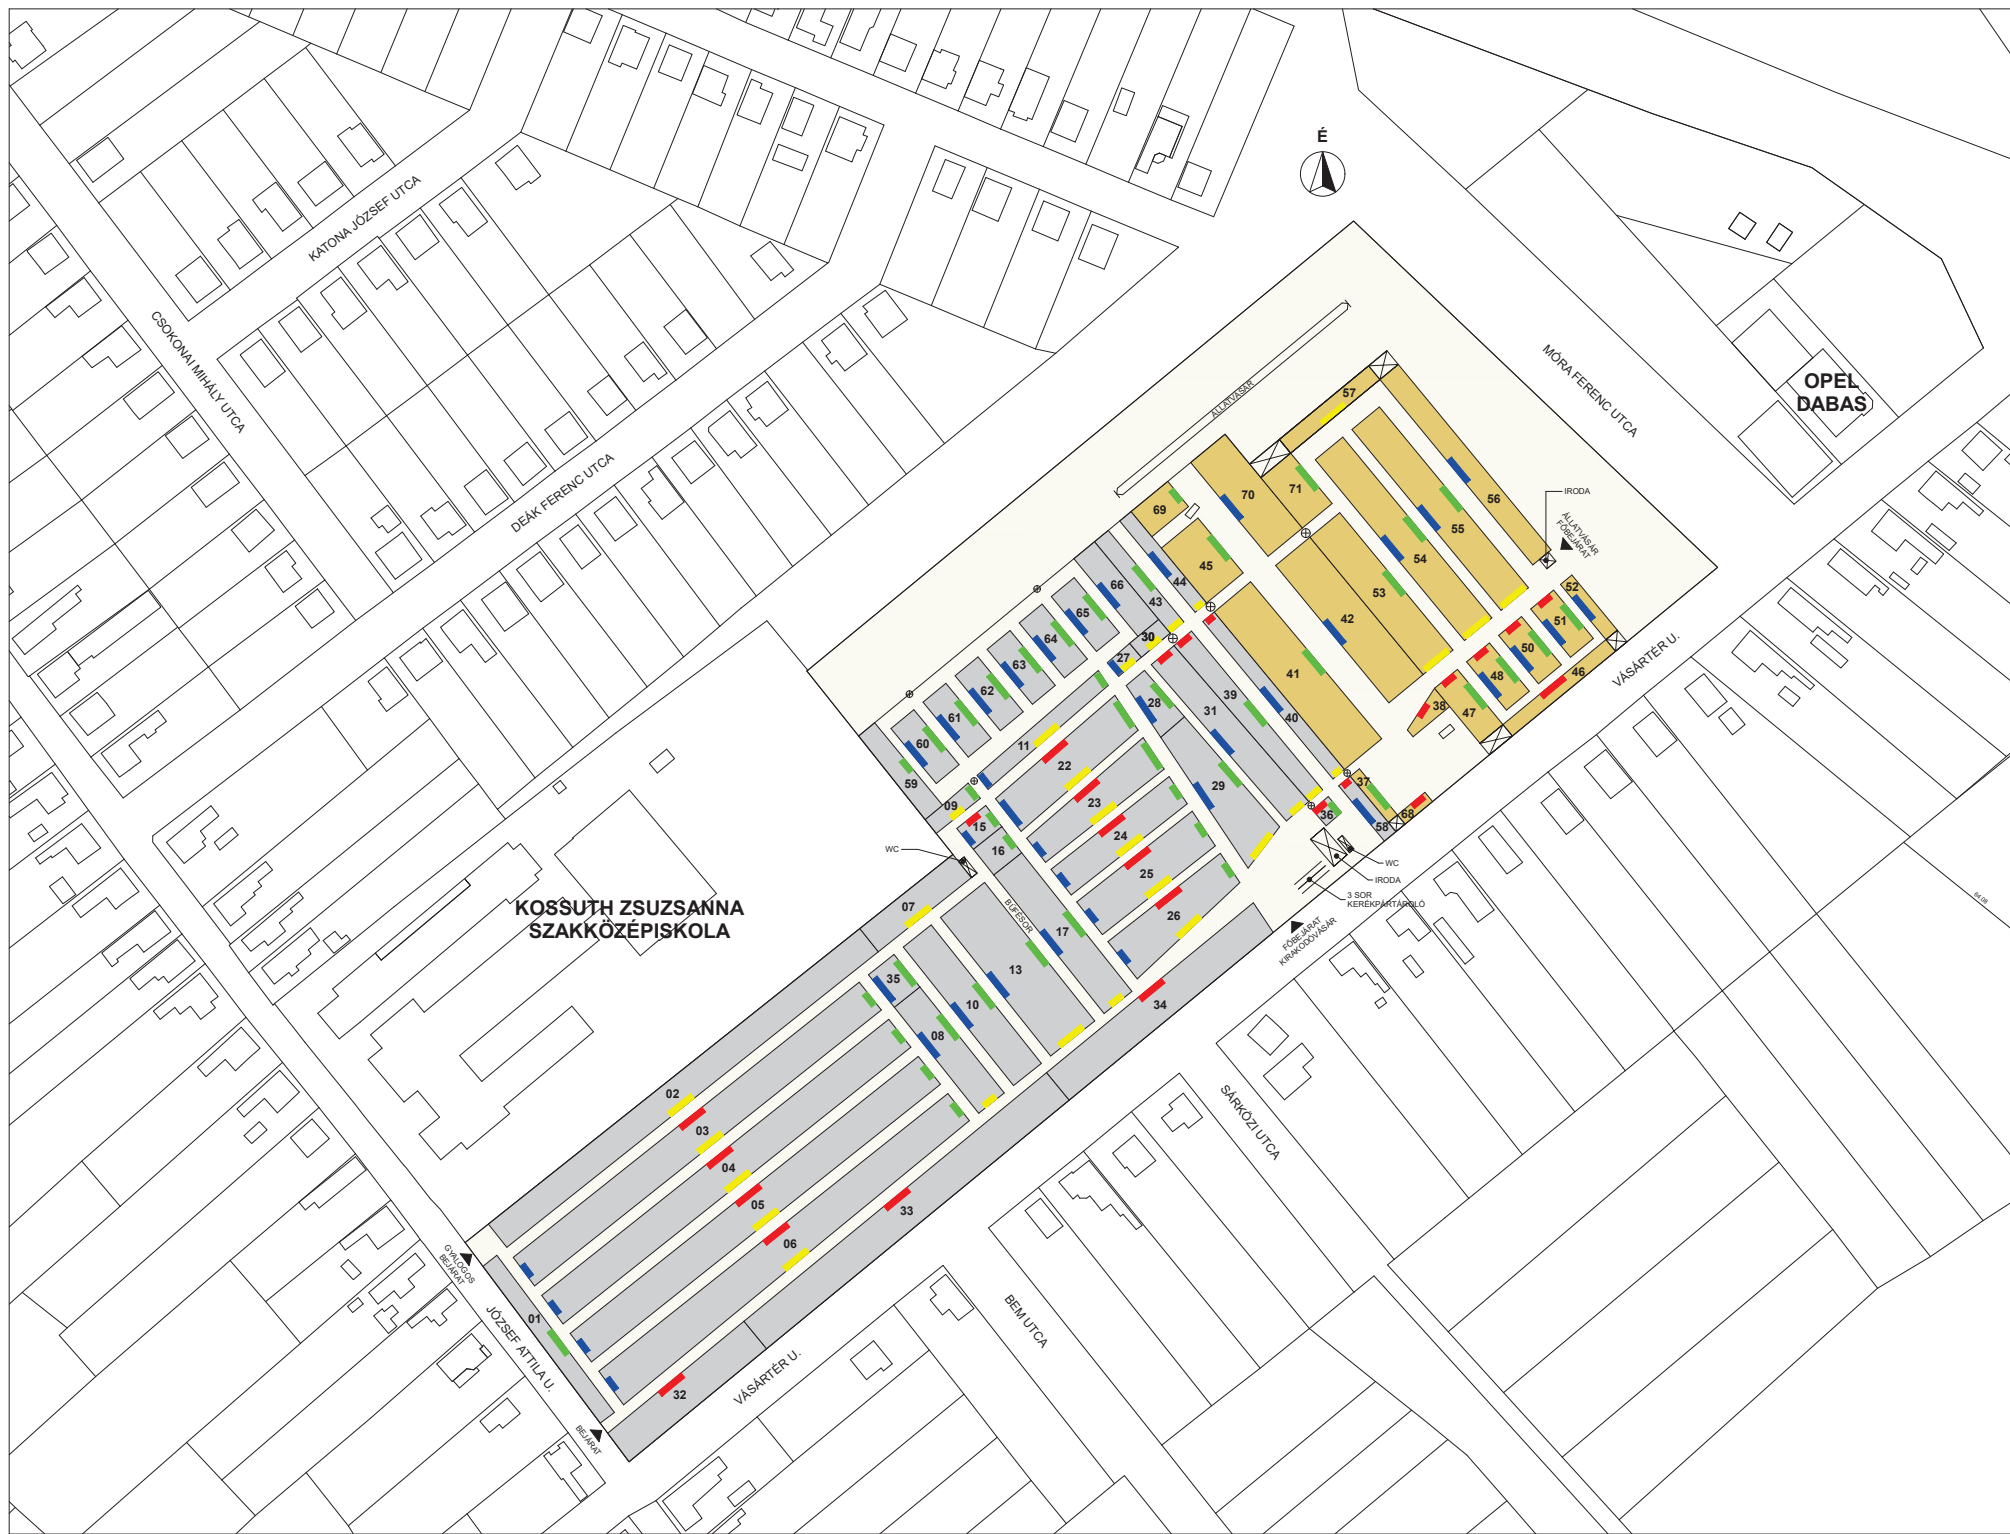 É
KATONA JÓZSEF UTCA
CSOKONAI MIHÁLY UTCA
DEÁK FERENC UTCA
ÁLLATVÁSÁR
MÓRA FERENC UTCA
OPEL
DABAS
57
56
IRODA
ÁLLATVÁSÁR
FŐBEJÁRAT
70
71
69
55
54
45
44
53
52
66
43
42
51
65
30
50
64
27
46
63
41
48
62
28
39
38
47
31
40
61
11
60
22
59
29
37
09
23
68
36
58
15
24
16
WC
WC
IRODA
3 SOR
KERÉKPÁRTÁROLÓ
25
26
VÁSÁRTÉR U.
KOSSUTH ZSUZSANNA
SZAKKÖZÉPISKOLA
07
BÜFÉSOR
17
FŐBEJÁRAT
KIRAKODÓVÁSÁR
13
35
34
10
08
02
03
04
05
06
33
SÁRKÖZI UTCA
GYALOGOS
BEJÁRAT
01
JÓZSEF ATTILA U.
32
BEJÁRAT
VÁSÁRTÉR U.
BEM UTCA